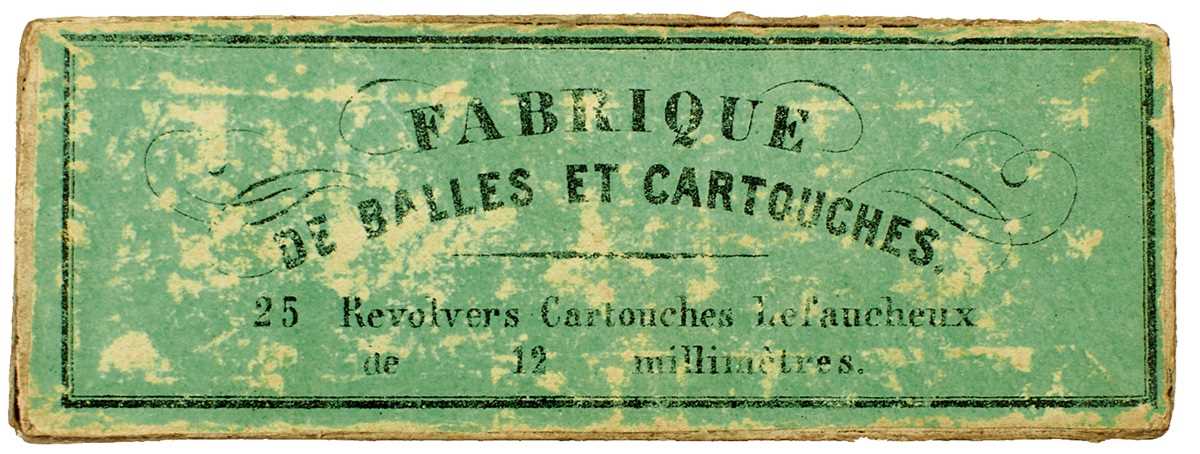 FABRIQUE
DE BALLES ET CARTOUCHES.
25 Revolvers Cartouches Lefaucheux
de 12 millimètres.